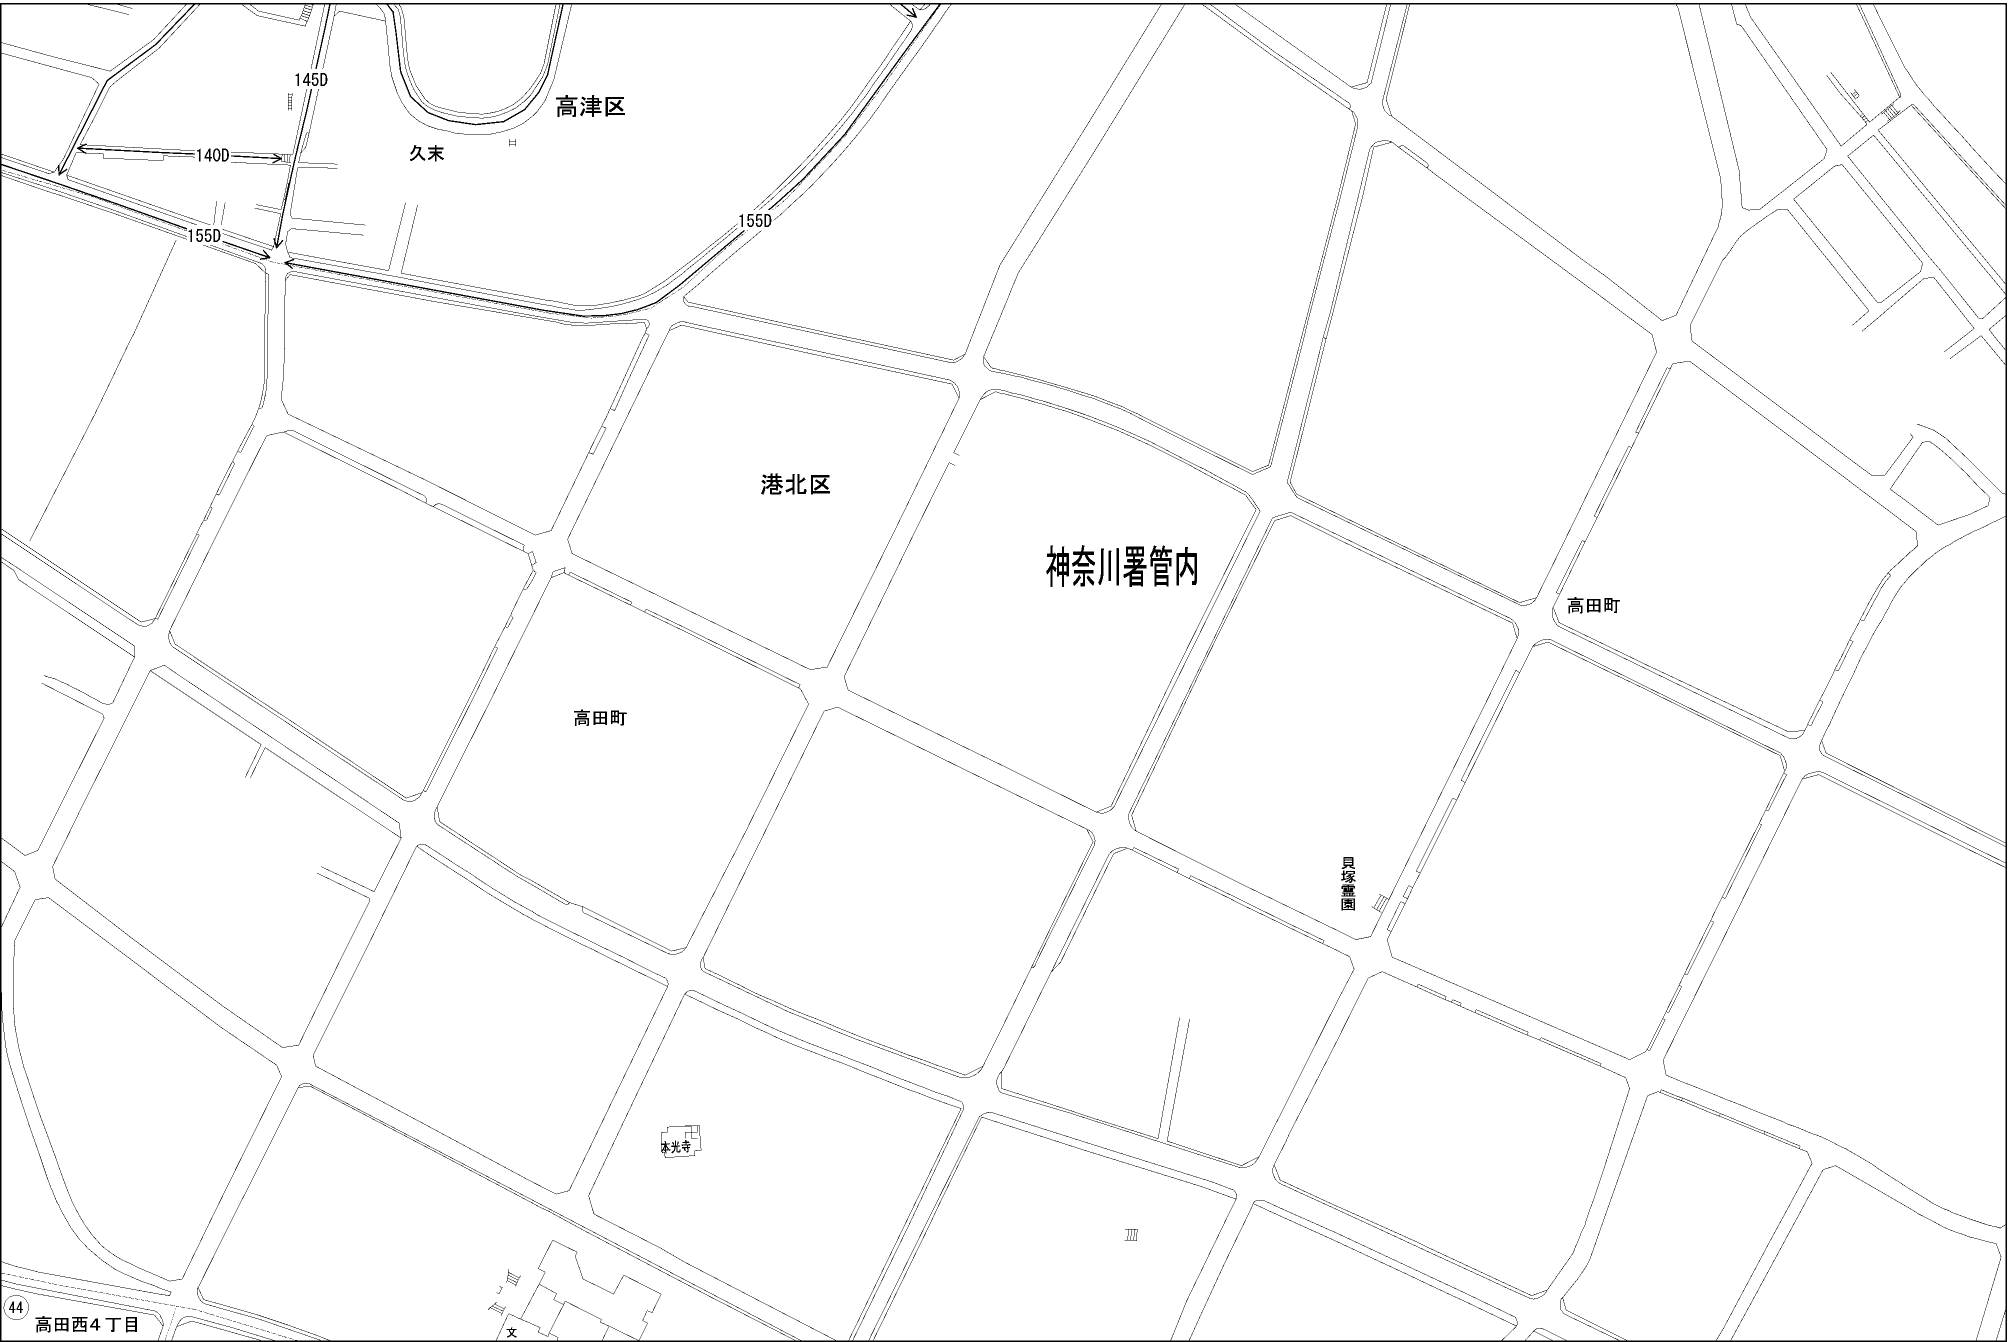 145D
高津区
久末
140D
155D
155D
港北区
神奈川署管内
高田町
高田町
貝塚霊園
本光寺
44
高田西4丁目
文